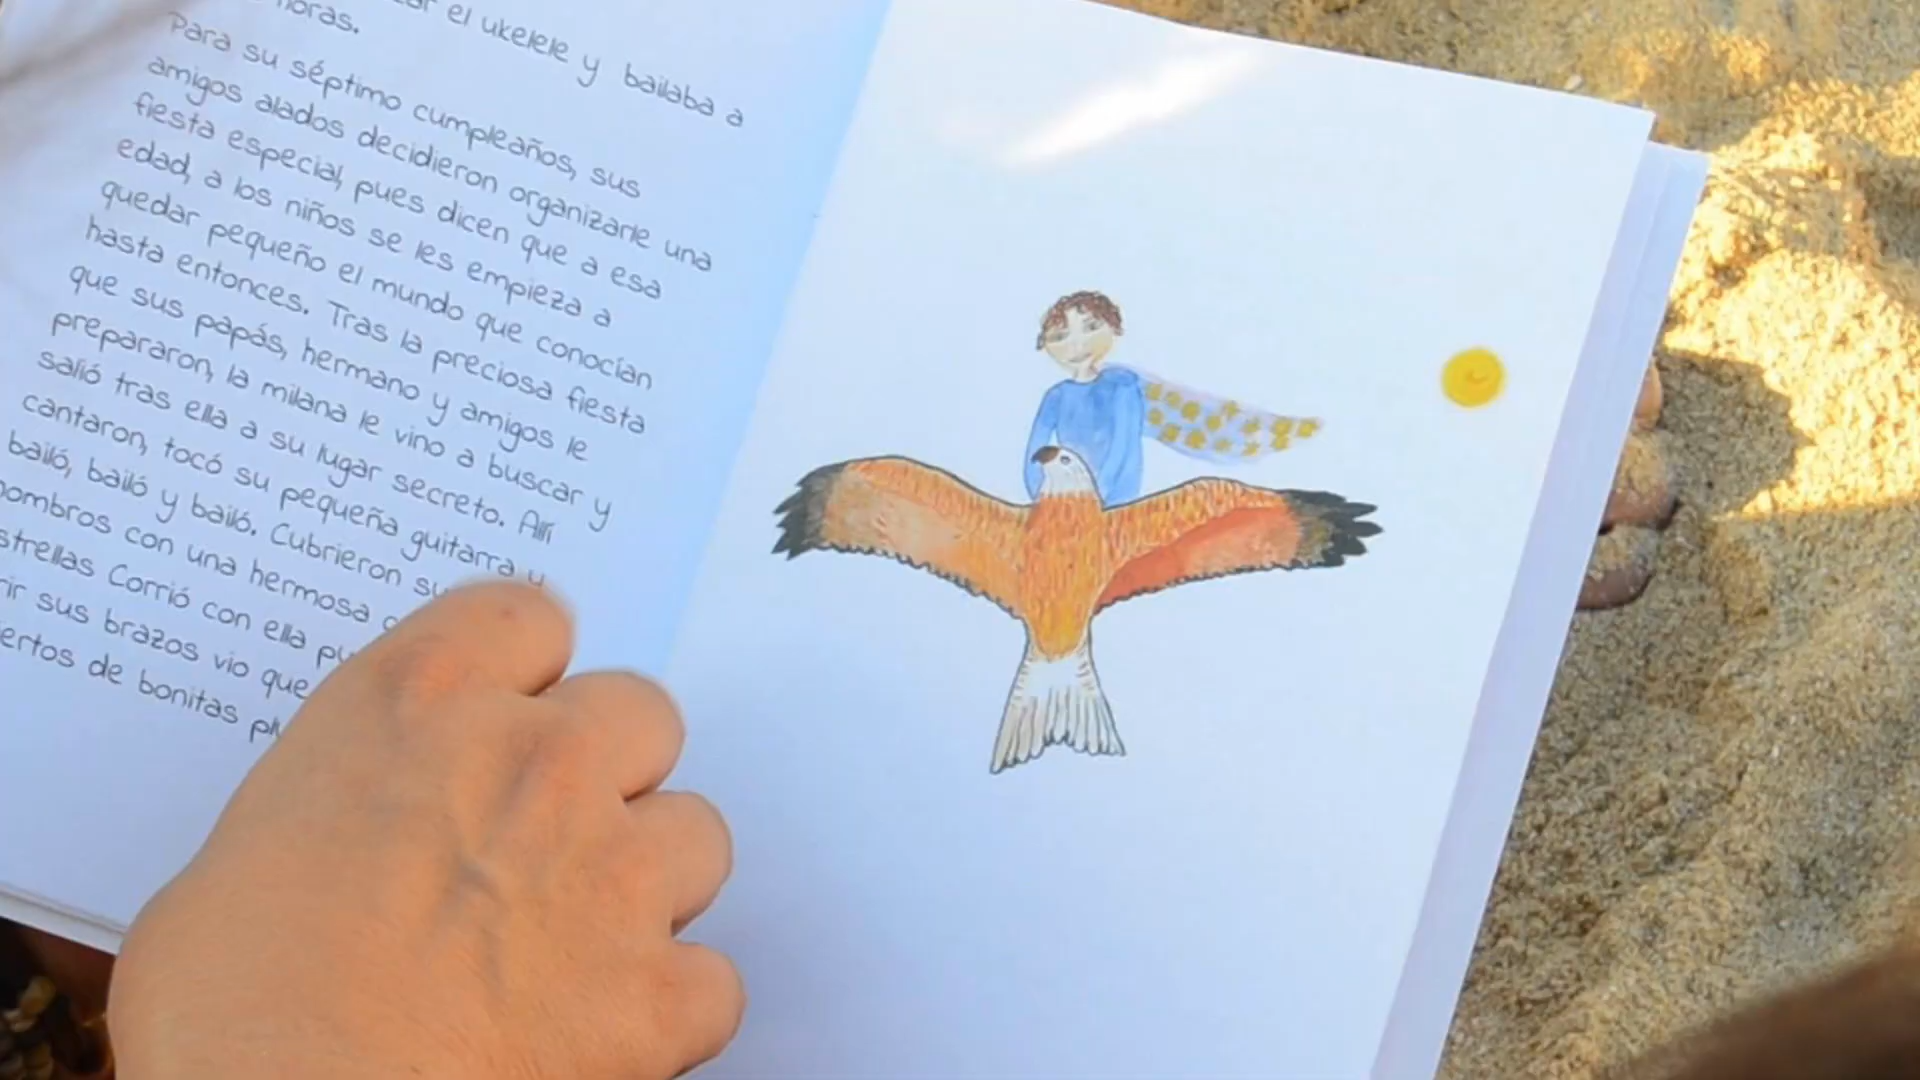 el ukelele y bailaba a
horas.
Para su séptimo cumpleaños, sus
amigos alados decidieron organizarle una
fiesta especial, pues dicen que a esa
edad, a los niños se les empieza a
quedar pequeño el mundo que conocían
hasta entonces. Tras la preciosa fiesta
que sus papás, hermano y amigos le
prepararon, la milana le vino a buscar y
salió tras ella a su lugar secreto. Allí
cantaron, tocó su pequeña guitarra y
bailó, bailó y bailó. Cubrieron su
hombros con una hermosa
strellas Corrió con ella
rir sus brazos vio que
ertos de bonitas